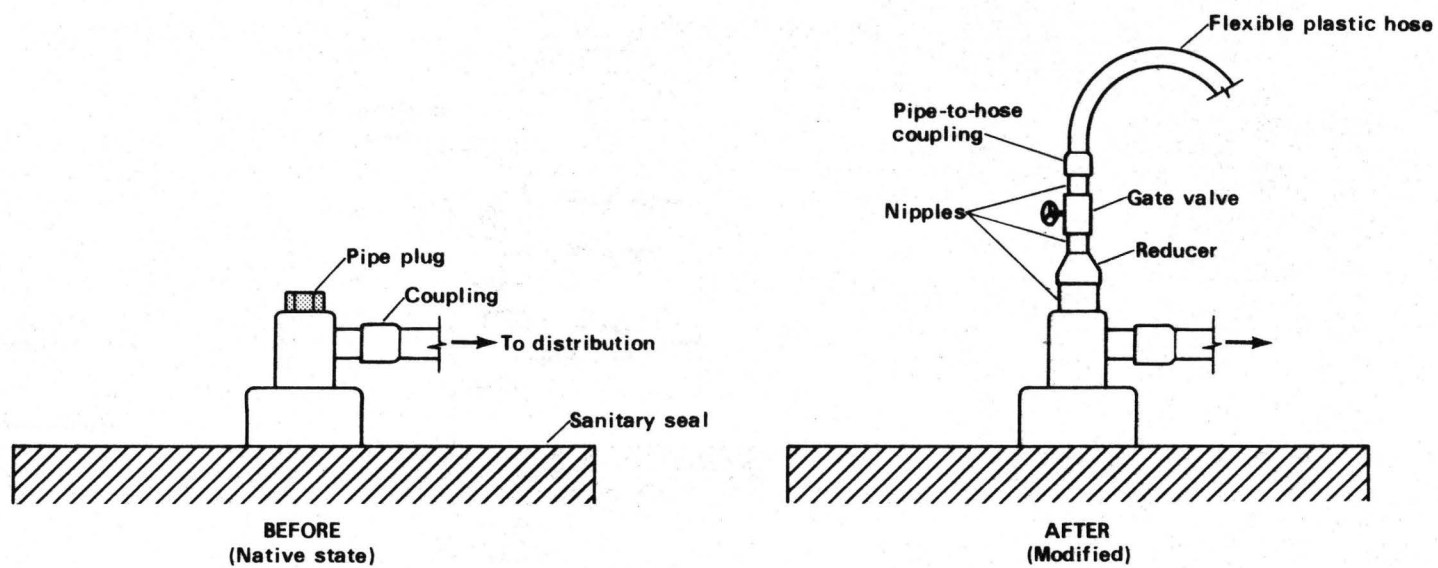 Pipe plug
Coupling
To distribution
Sanitary seal
BEFORE
(Native state)
Flexible plastic hose
Pipe-to-hose
coupling
Nipples
Gate valve
Reducer
AFTER
(Modified)